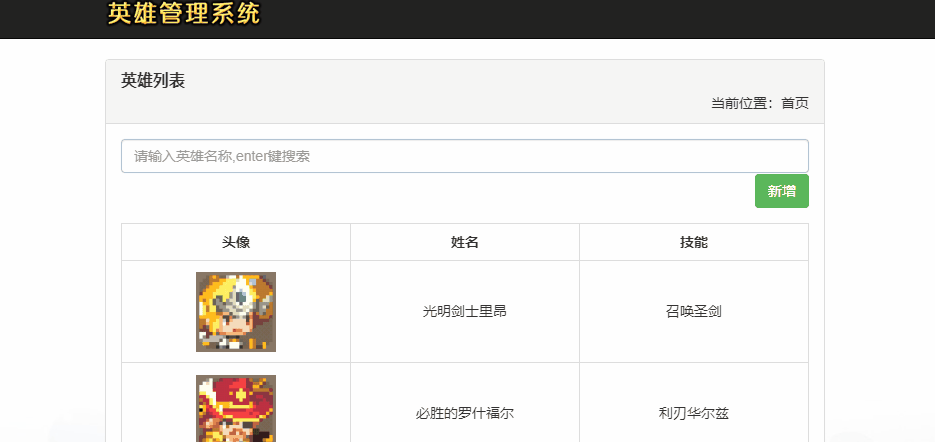 英雄管理系统
英雄列表
当前位置：首页
请输入英雄名称,enter键搜索
新增
头像 姓名 技能
光明剑士里昂 召唤圣剑
必胜的罗什福尔 利刃华尔兹